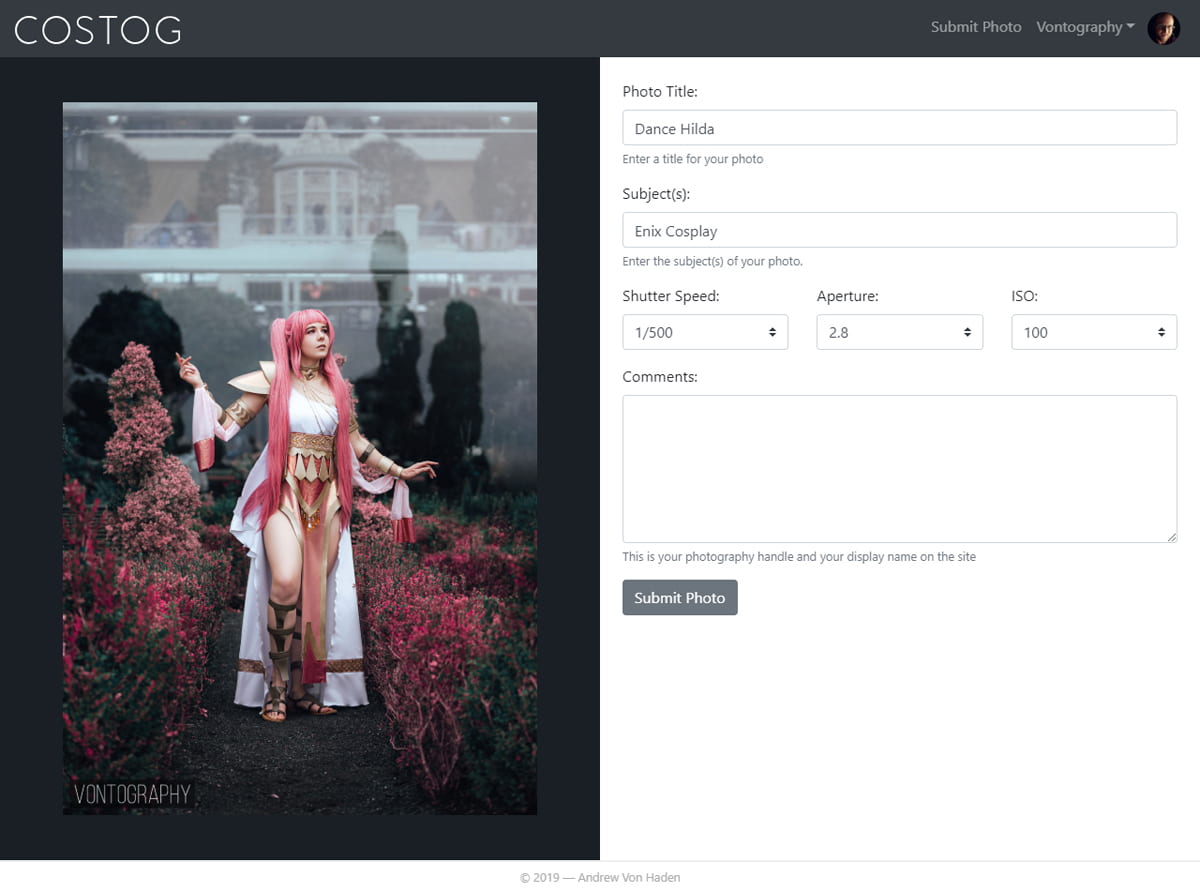 COSTOG
Submit Photo Vontography
Photo Title:
Dance Hilda
Enter a title for your photo
Subject(s):
Enix Cosplay
Enter the subject(s) of your photo.
Shutter Speed: Aperture: ISO:
1/500 2.8 100
Comments:
This is your photography handle and your display name on the site
Submit Photo
VONTOGRAPHY
© 2019 — Andrew Von Haden